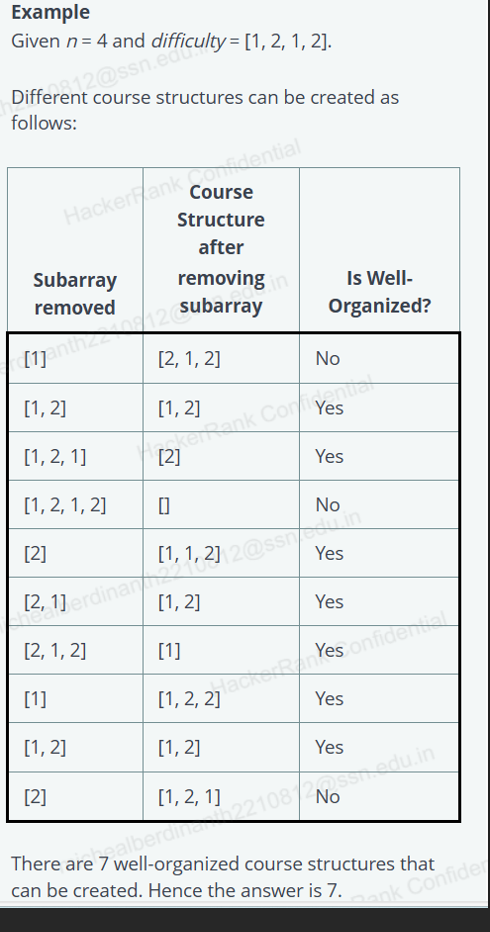 Example
Given n = 4 and difficulty = [1, 2, 1, 2].
Different course structures can be created as
follows:
Subarray
removed
Course
Structure
after
removing
subarray
Is Well-
Organized?
[1] [2, 1, 2] No
[1, 2] [1, 2] Yes
[1, 2, 1] [2] Yes
[1, 2, 1, 2] [] No
[2] [1, 1, 2] Yes
[2, 1] [1, 2] Yes
[2, 1, 2] [1] Yes
[1] [1, 2, 2] Yes
[1, 2] [1, 2] Yes
[2] [1, 2, 1] No
There are 7 well-organized course structures that
can be created. Hence the answer is 7.
HackerRank Confidential
HackerRank Confidential
HackerRank Confidential